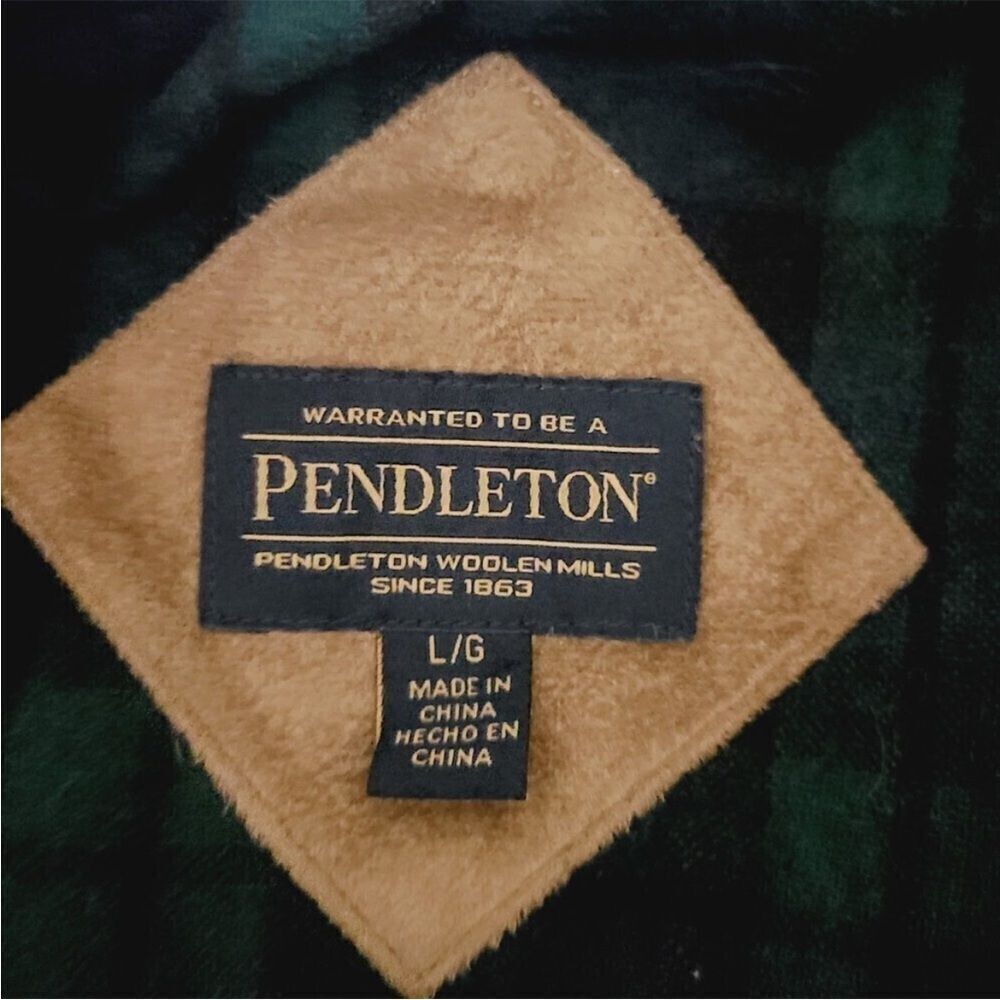 WARRANTED TO BE A
PENDLETON®
PENDLETON WOOLEN MILLS
SINCE 1863
L/G
MADE IN
CHINA
HECHO EN
CHINA